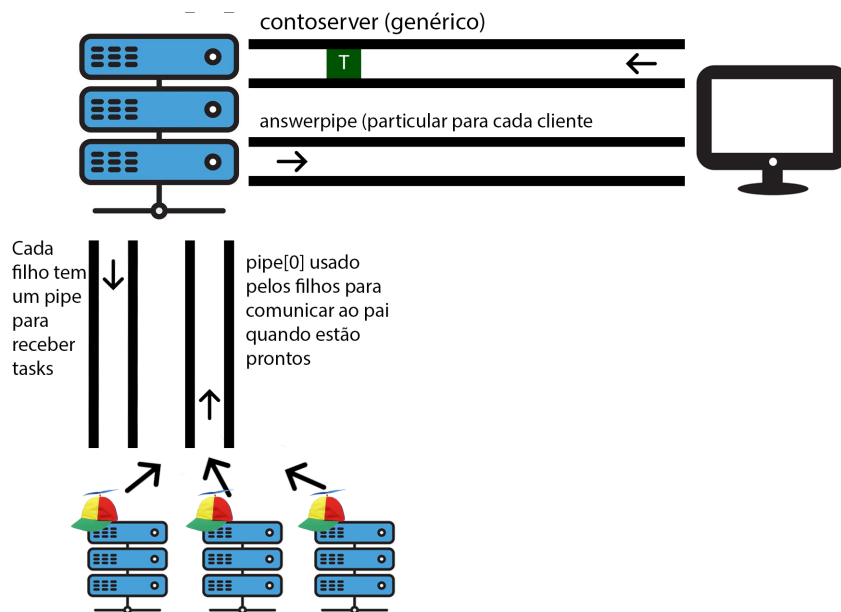 contoserver (genérico)
T
answerpipe (particular para cada cliente
Cada
filho tem
um pipe
para
receber
tasks
pipe[0] usado
pelos filhos para
comunicar ao pai
quando estão
prontos